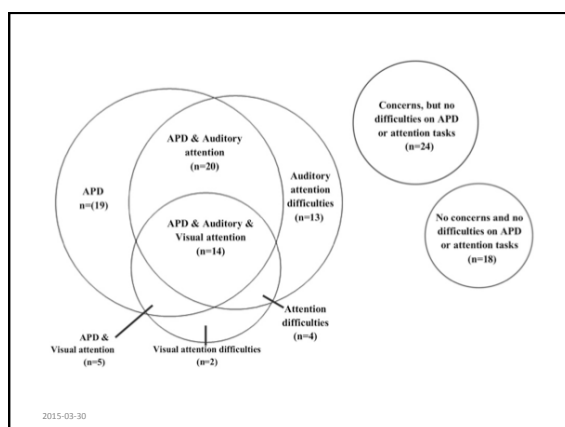 Concerns, but no
difficulties on APD
or attention tasks
(n=24)
APD & Auditory
attention
(n=20)
Auditory
attention
difficulties
(n=13)
APD
n=(19)
APD & Auditory &
Visual attention
(n=14)
No concerns and no
difficulties on APD
or attention tasks
(n=18)
Attention
difficulties
(n=4)
APD &
Visual attention
(n=5)
Visual attention difficulties
(n=2)
2015-03-30